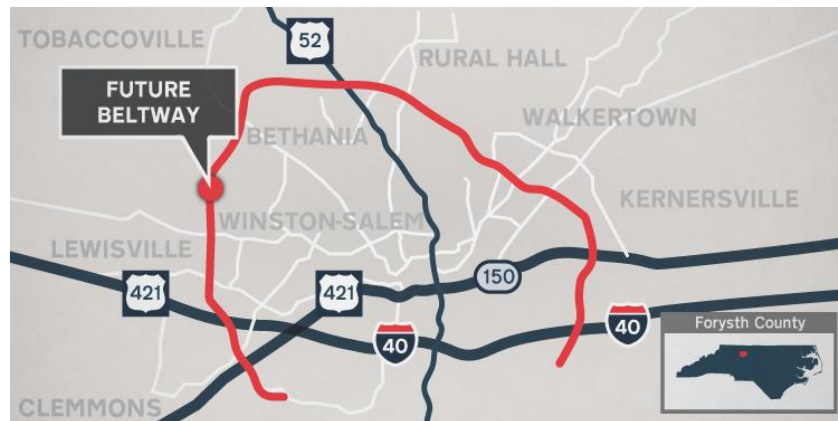 TOBACCOVILLE
52
RURAL HALL
FUTURE
BELTWAY
BETHANIA
WALKERTOWN
KERNERSVILLE
WINSTON-SALEM
LEWISVILLE
421
421
150
40
40
Forysth County
CLEMMONS